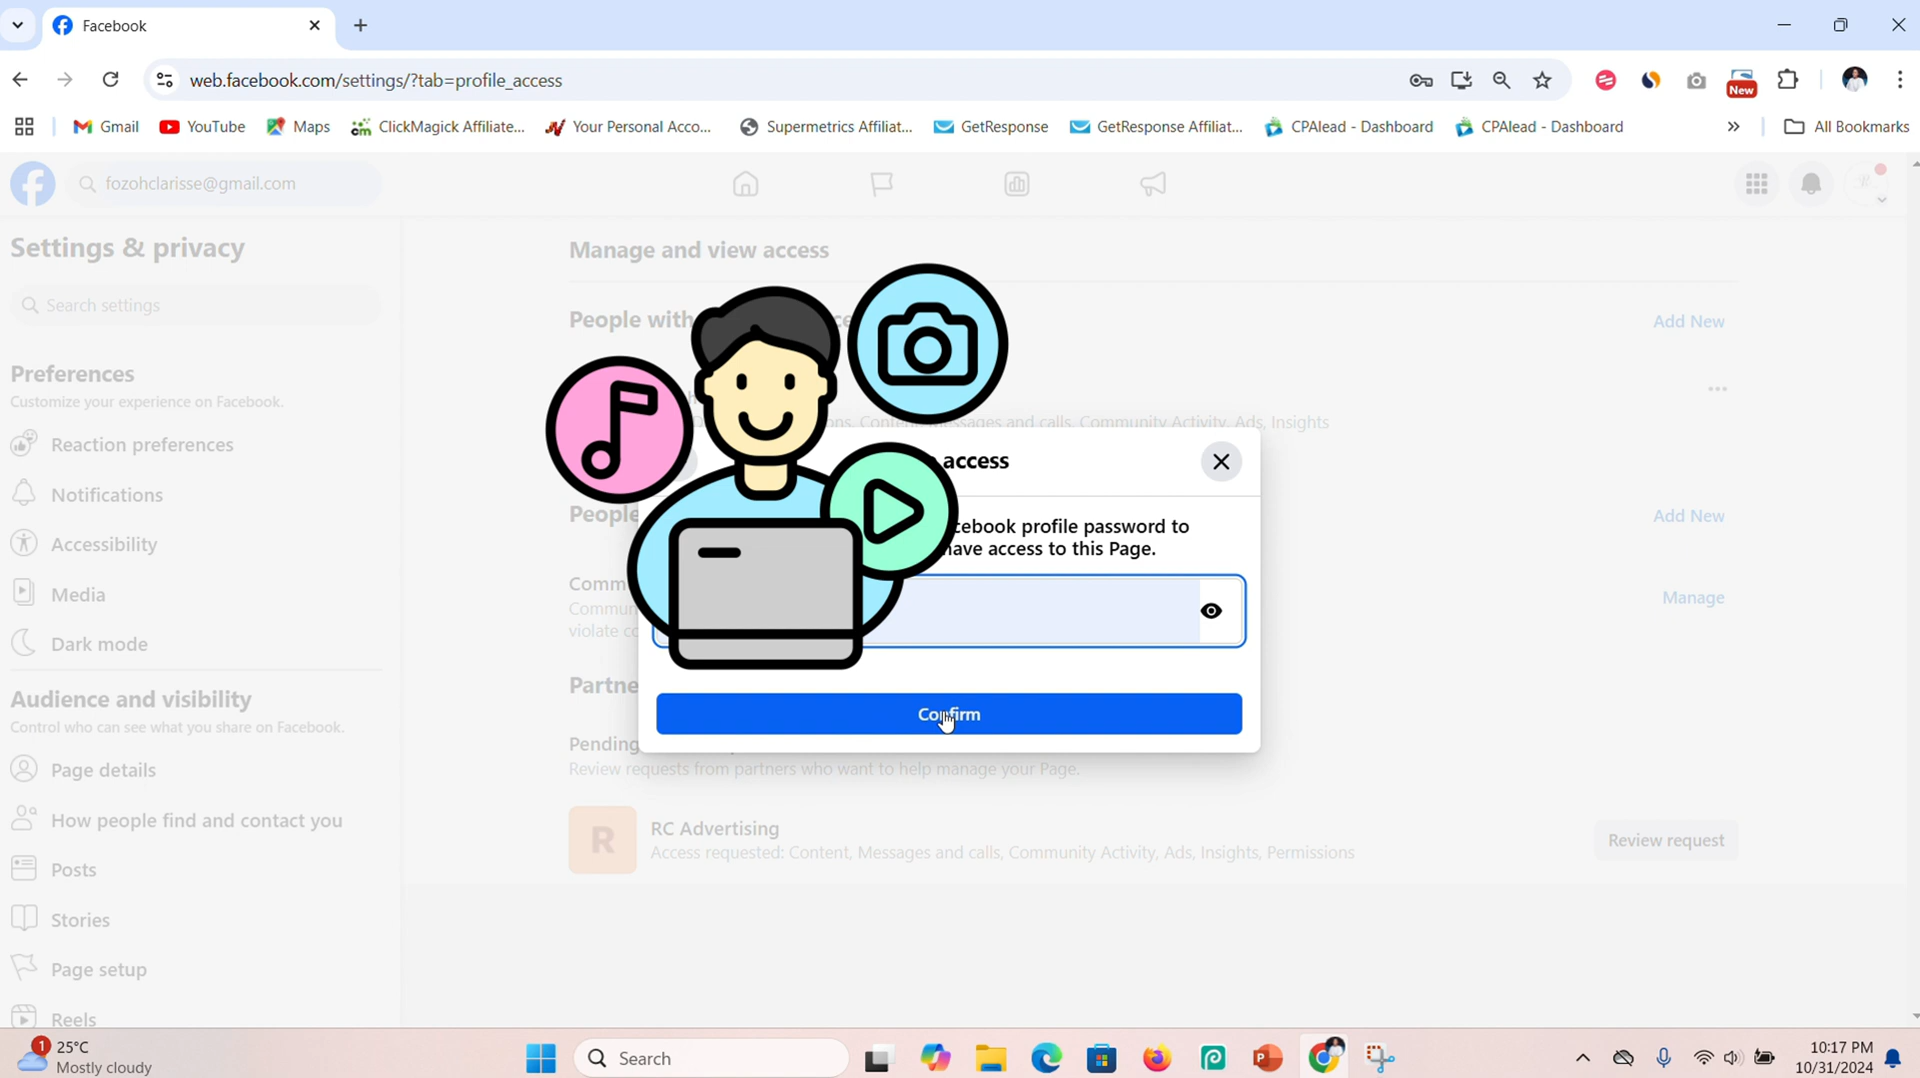 Facebook
web.facebook.com/settings/?tab=profile_access
New
Gmail
YouTube
Maps
ClickMagick Affiliate...
Your Personal Acco...
Supermetrics Affiliat...
GetResponse
GetResponse Affiliat...
CPAlead - Dashboard
CPAlead - Dashboard
All Bookmarks
fozohclarisse@gmail.com
Settings & privacy
Search settings
Preferences
Customize your experience on Facebook.
Reaction preferences
Notifications
Accessibility
Media
Dark mode
Audience and visibility
Control who can see what you share on Facebook.
Page details
How people find and contact you
Posts
Stories
Page setup
Reels
Manage and view access
People with
Add New
Content, Messages and calls, Community Activity, Ads, Insights
People
Add New
Manage
access
profile password to
have access to this Page.
Confirm
Pending
Review requests from partners who want to help manage your Page.
R
RC Advertising
Access requested: Content, Messages and calls, Community Activity, Ads, Insights, Permissions
Review request
1
25°C
Mostly cloudy
Search
10:17 PM
10/31/2024